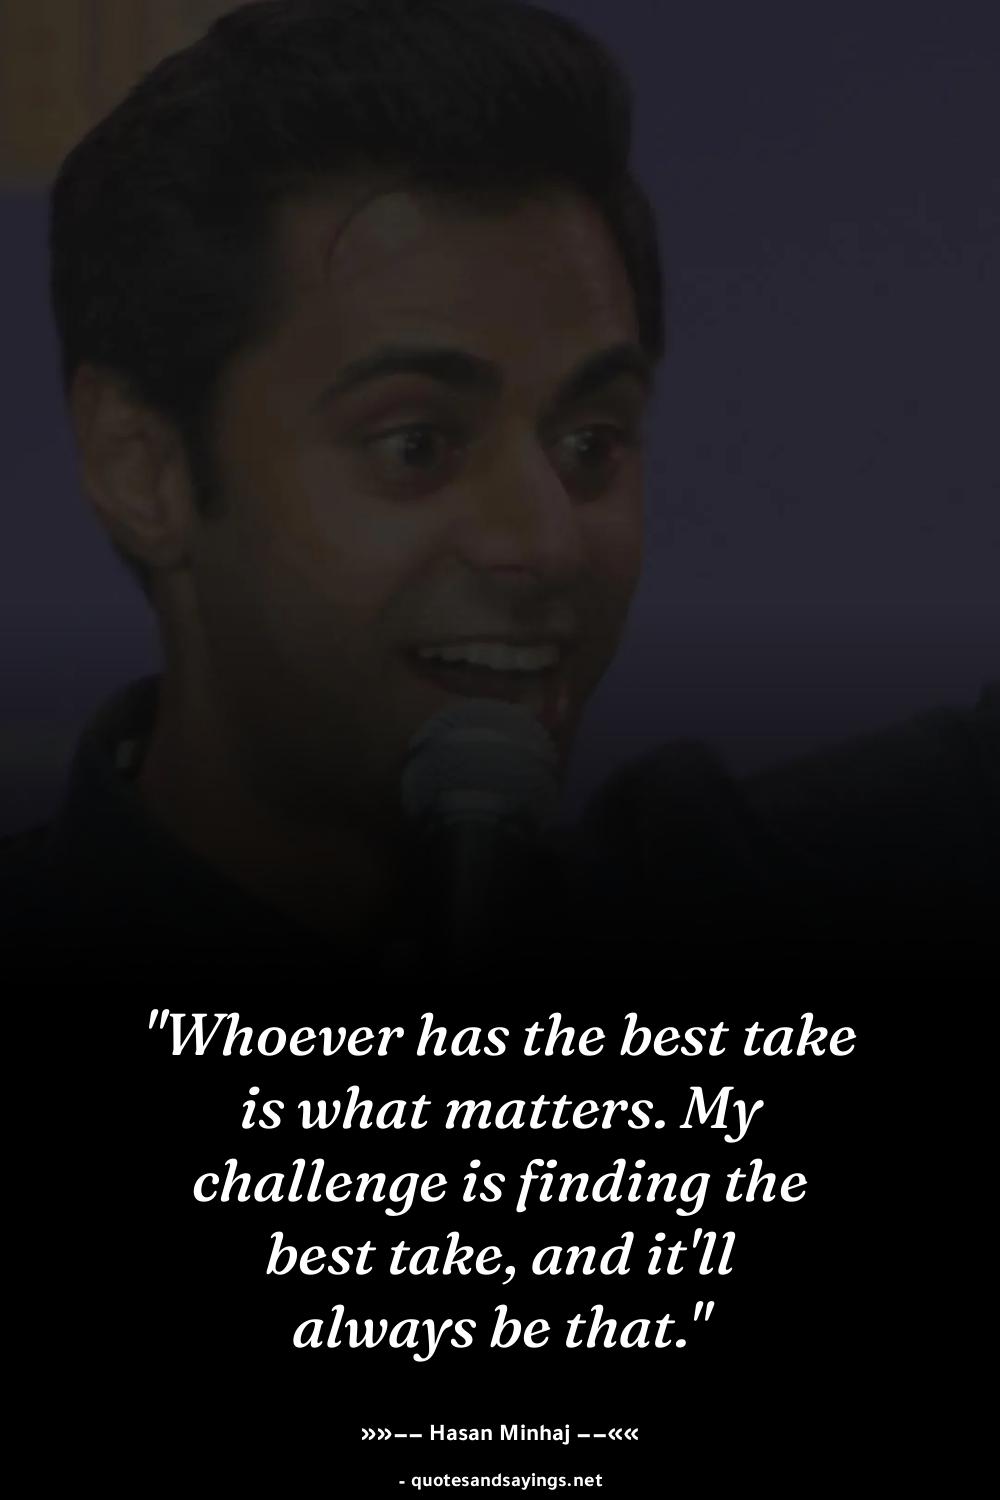 "Whoever has the best take
is what matters. My
challenge is finding the
best take, and it'll
always be that."
»»−− Hasan Minhaj −−««
- quotesandsayings.net